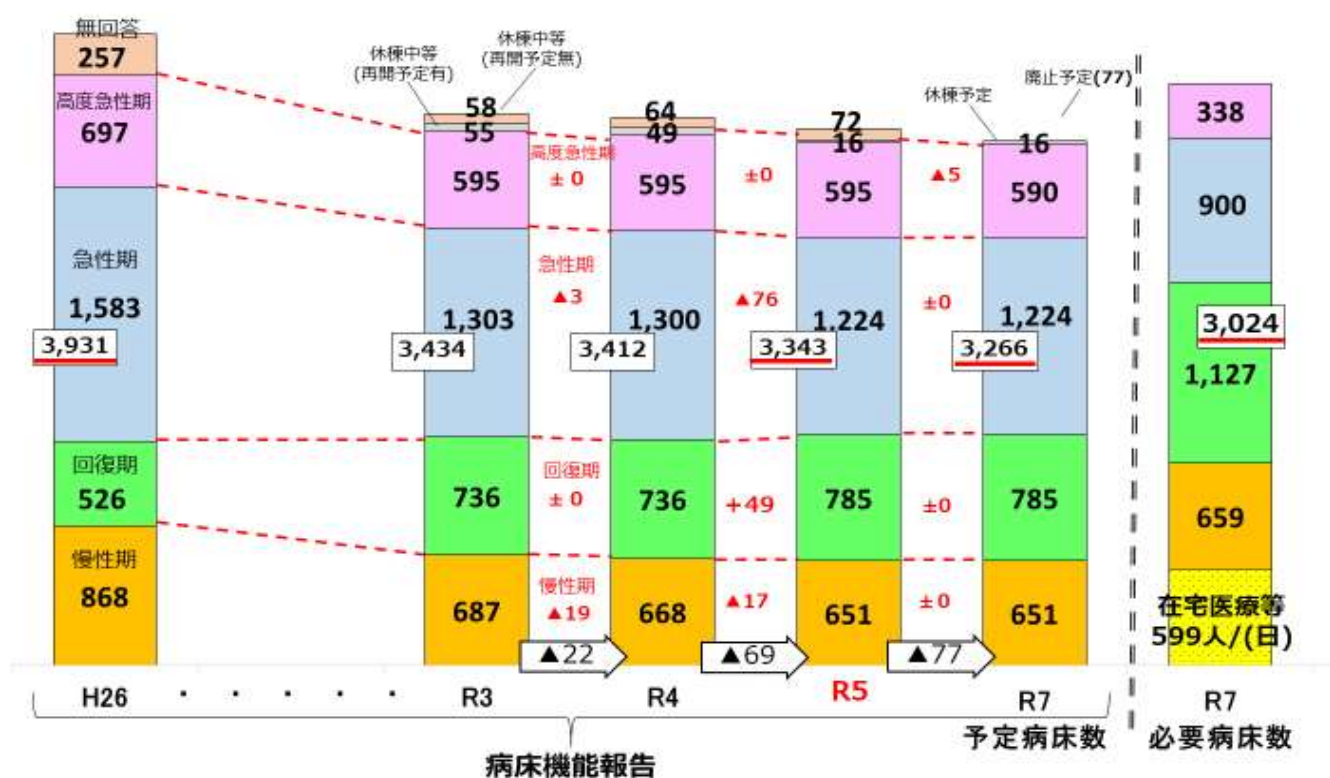 無回答
257
高度急性期
697
急性期
1,583
3,931
回復期
526
慢性期
868
休棟中等
(再開予定有)
休棟中等
(再開予定無)
58
55
595
1,303
3,434
736
687
高度急性期
±0
急性期
▲3
回復期
±0
慢性期
▲19
▲22
64
49
595
1,300
3,412
736
668
±0
▲76
+49
▲17
▲69
72
16
595
1,224
3,343
785
651
▲5
±0
±0
±0
▲77
休棟予定
廃止予定(77)
16
590
1,224
3,266
785
651
338
900
3,024
1,127
659
在宅医療等
599人/(日)
H26 ・ ・ ・ ・ ・ R3 R4 R5 R7 R7
予定病床数 必要病床数
病床機能報告